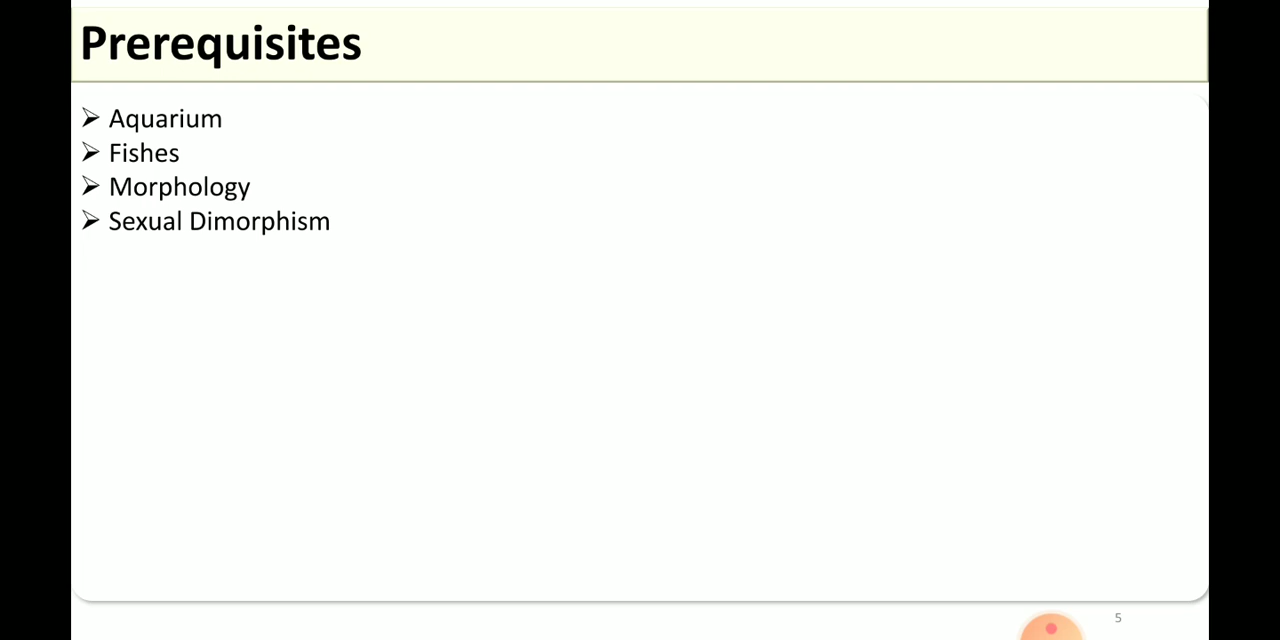 Prerequisites
➢ Aquarium
➢ Fishes
➢ Morphology
➢ Sexual Dimorphism
5